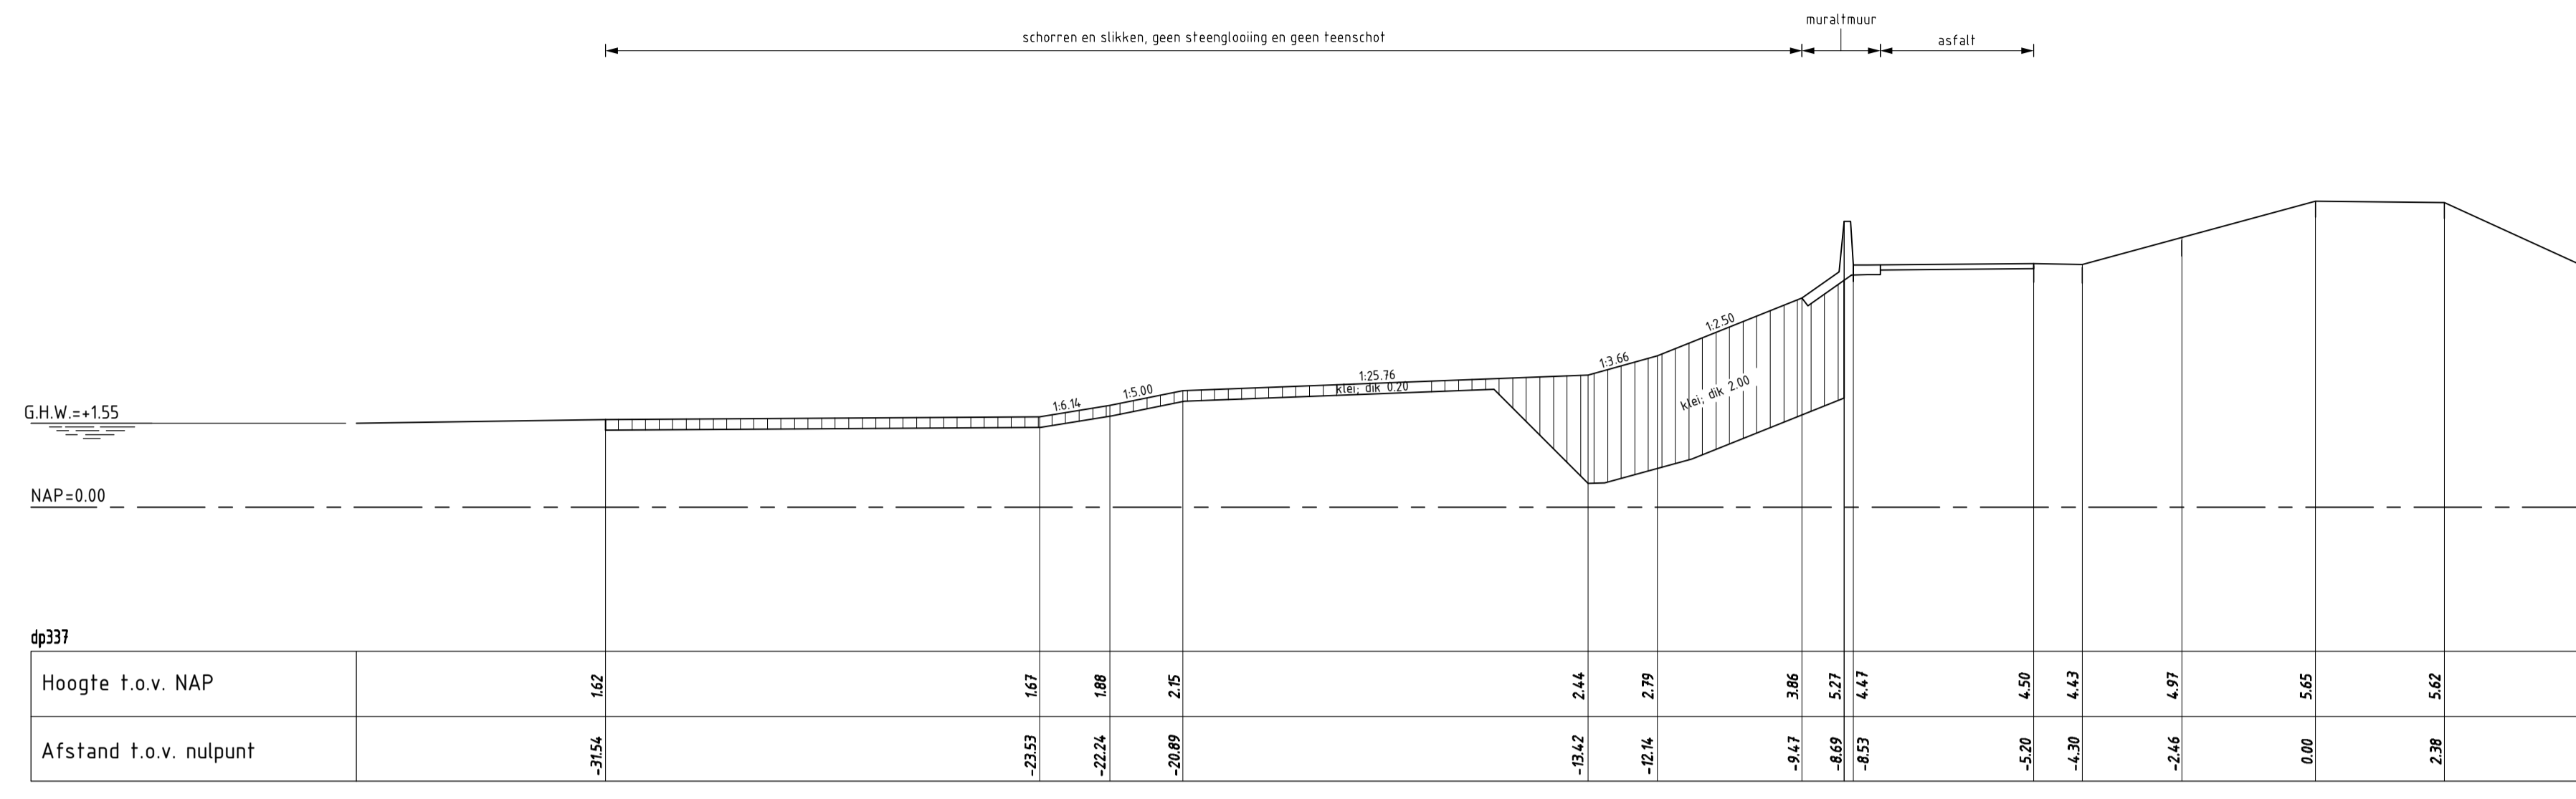 muraltmuur
schorren en slikken, geen steenglooiing en geen teenschot
asfalt
1:2.50
1:3.66
klei; dik 2.00
1:25.76
klei; dik 0.20
1:5.00
1:6.14
G.H.W.=+1.55
NAP=0.00
dp337
Hoogte t.o.v. NAP 1.62 1.67 1.88 2.15 2.44 2.79 3.86 5.27 4.47 4.50 4.43 4.97 5.65 5.62
Afstand t.o.v. nulpunt -31.54 -23.53 -22.24 -20.89 -13.42 -12.14 -9.47 -8.69 -8.53 -5.20 -4.30 -2.46 0.00 2.38